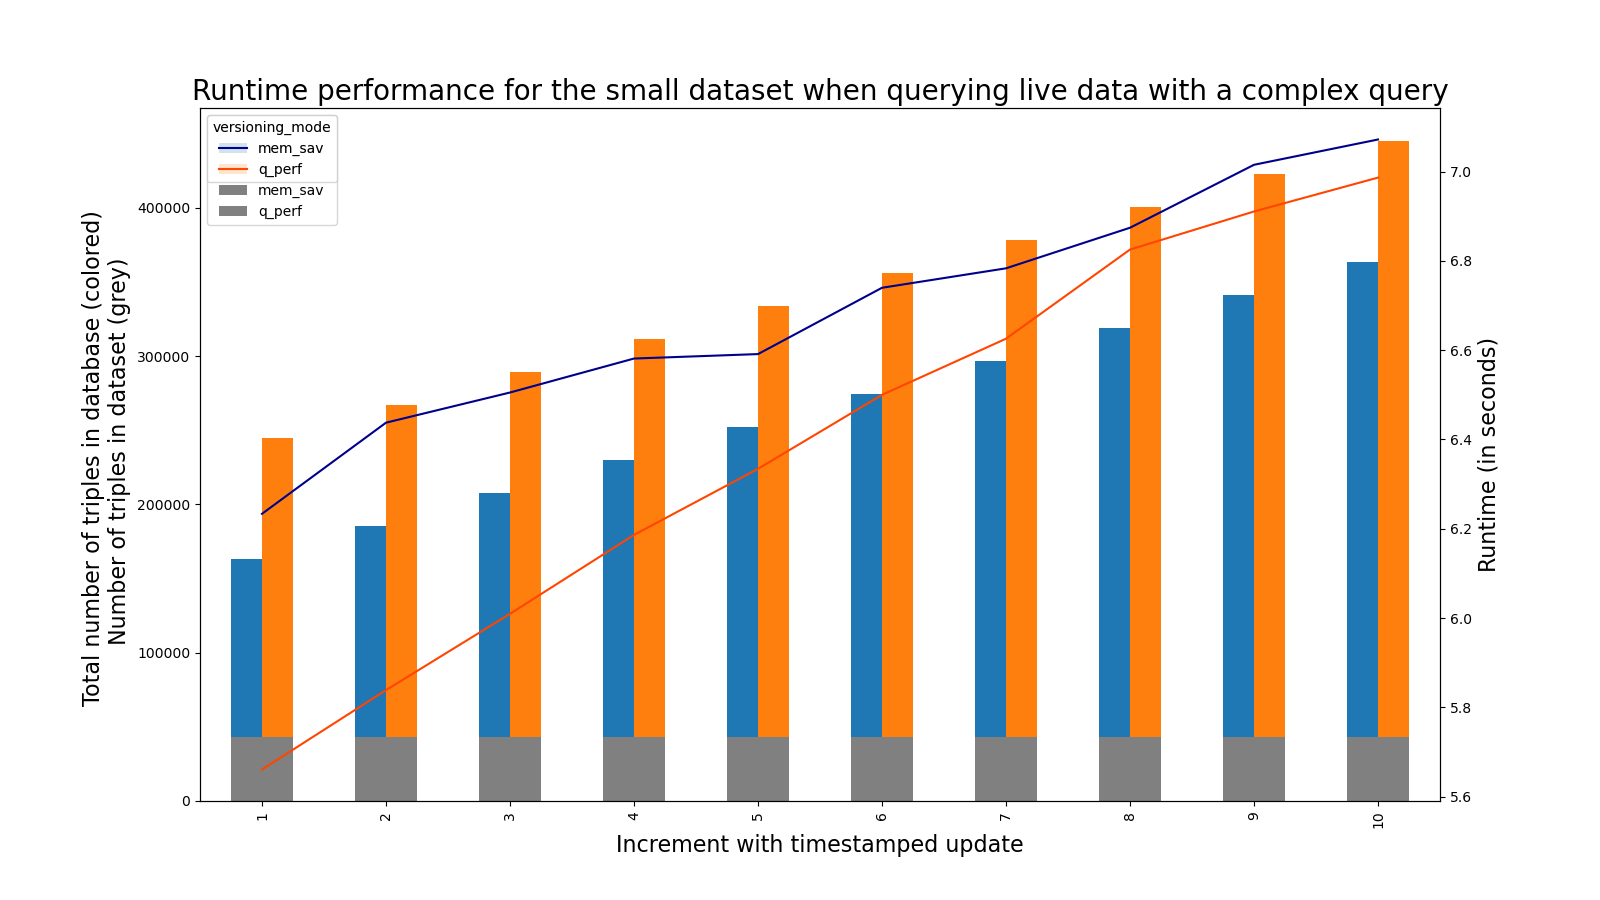 Runtime performance for the small dataset when querying live data with a complex query
versioning_mode
mem_sav
q_perf
mem_sav
q_perf
Total number of triples in database (colored)
Number of triples in dataset (grey)
400000
300000
200000
100000
0
7.0
6.8
6.6
6.4
6.2
6.0
5.8
5.6
Runtime (in seconds)
1 2 3 4 5 6 7 8 9 10
Increment with timestamped update